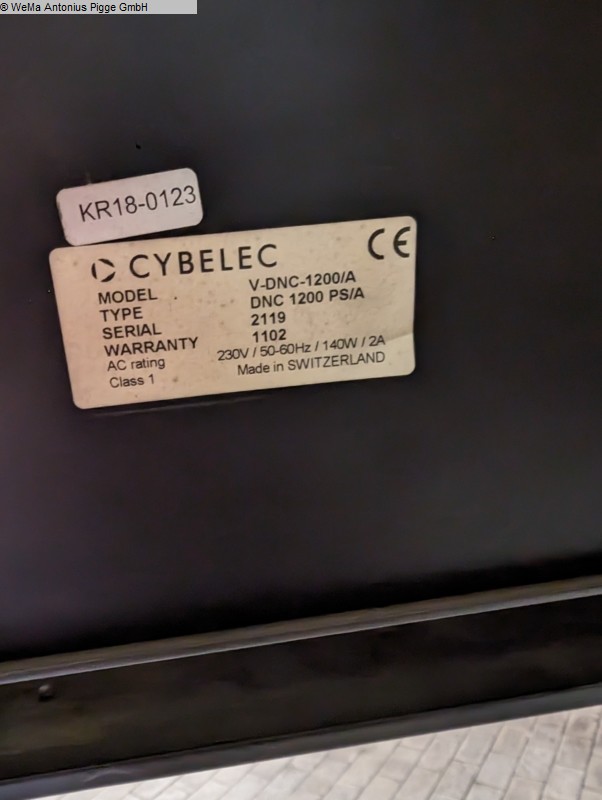 © WeMa Antonius Pigge GmbH
KR18-0123
CYBELEC CE
MODEL V-DNC-1200/A
TYPE DNC 1200 PS/A
SERIAL 2119
WARRANTY 1102
AC rating 230V / 50-60Hz / 140W / 2A
Class 1 Made in SWITZERLAND